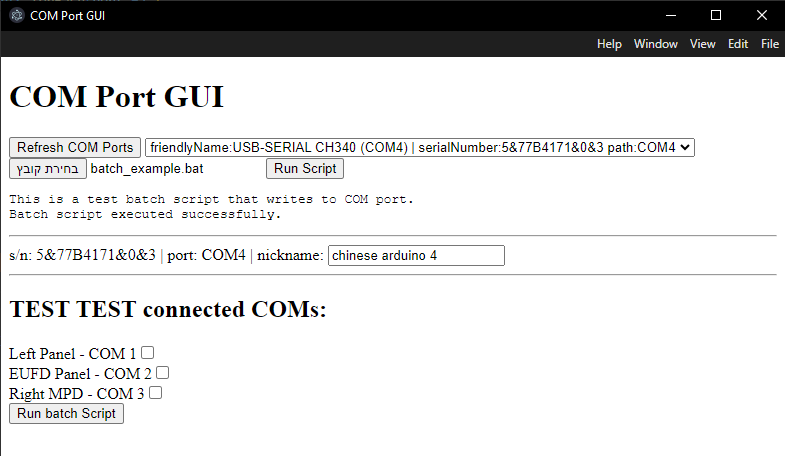 COM Port GUI
Help Window View Edit File
COM Port GUI
Refresh COM Ports friendlyName:USB-SERIAL CH340 (COM4) | serialNumber:5&77B4171&0&3 path:COM4
בחירת קובץ batch_example.bat Run Script
This is a test batch script that writes to COM port.
Batch script executed successfully.
s/n: 5&77B4171&0&3 | port: COM4 | nickname: chinese arduino 4
TEST TEST connected COMs:
Left Panel - COM 1
EUFD Panel - COM 2
Right MPD - COM 3
Run batch Script